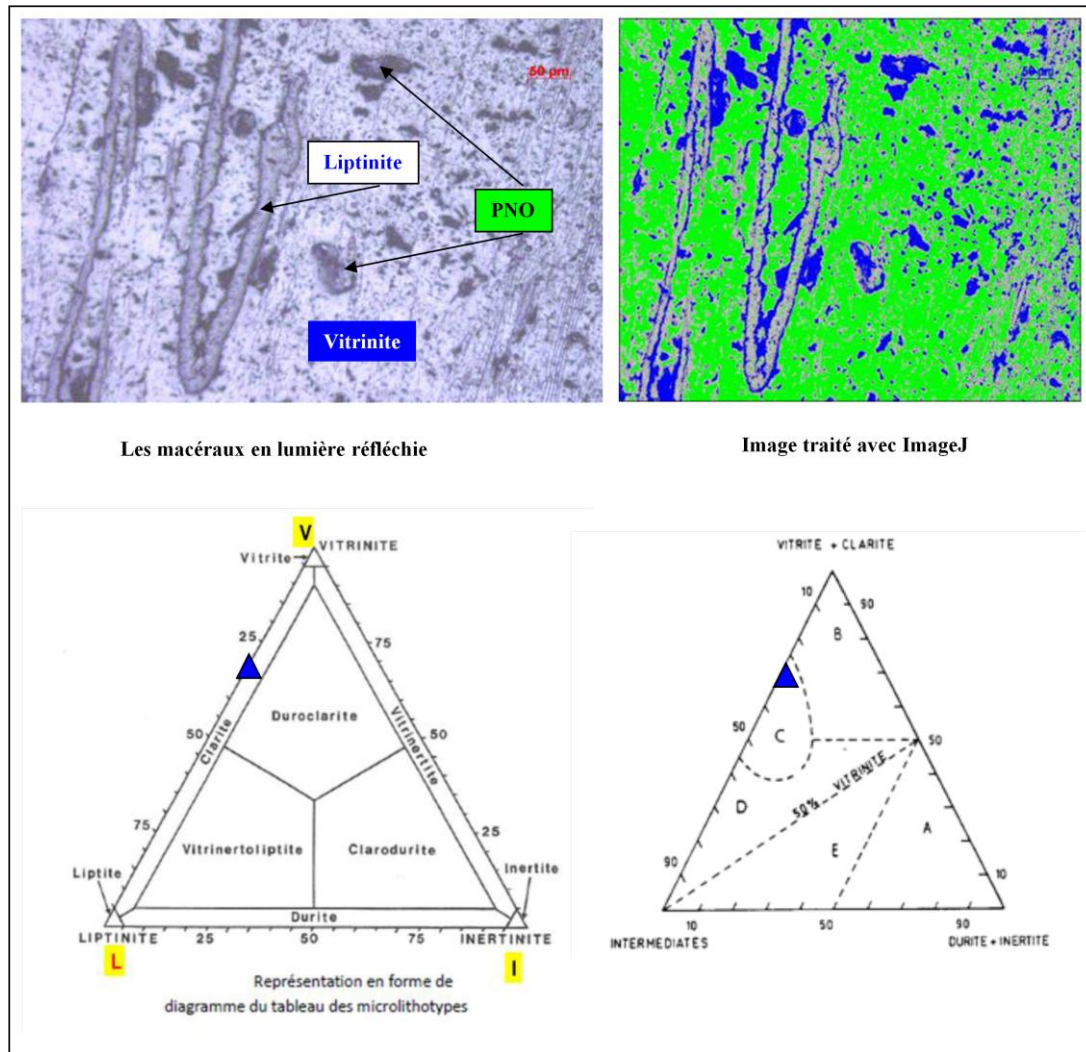 50 µm
50 µm
Liptinite
PNO
Vitrinite
Les macéraux en lumière réfléchie
Image traité avec ImageJ
V
VITRINITE
Vitrite
25
75
Duroclarite
50
Clarite
Vitrinertite
50
75
25
Vitrinertoliptite
Clarodurite
Liptite
Inertite
Durite
LIPTINITE
25
50
75
INERTINITE
L
I
Représentation en forme de
diagramme du tableau des microlithotypes
VITRITE + CLARITE
10
90
B
50
C
50
50% VITRINITE
D
A
E
90
10
10
50
90
INTERMEDIATES
DURITE + INERTITE